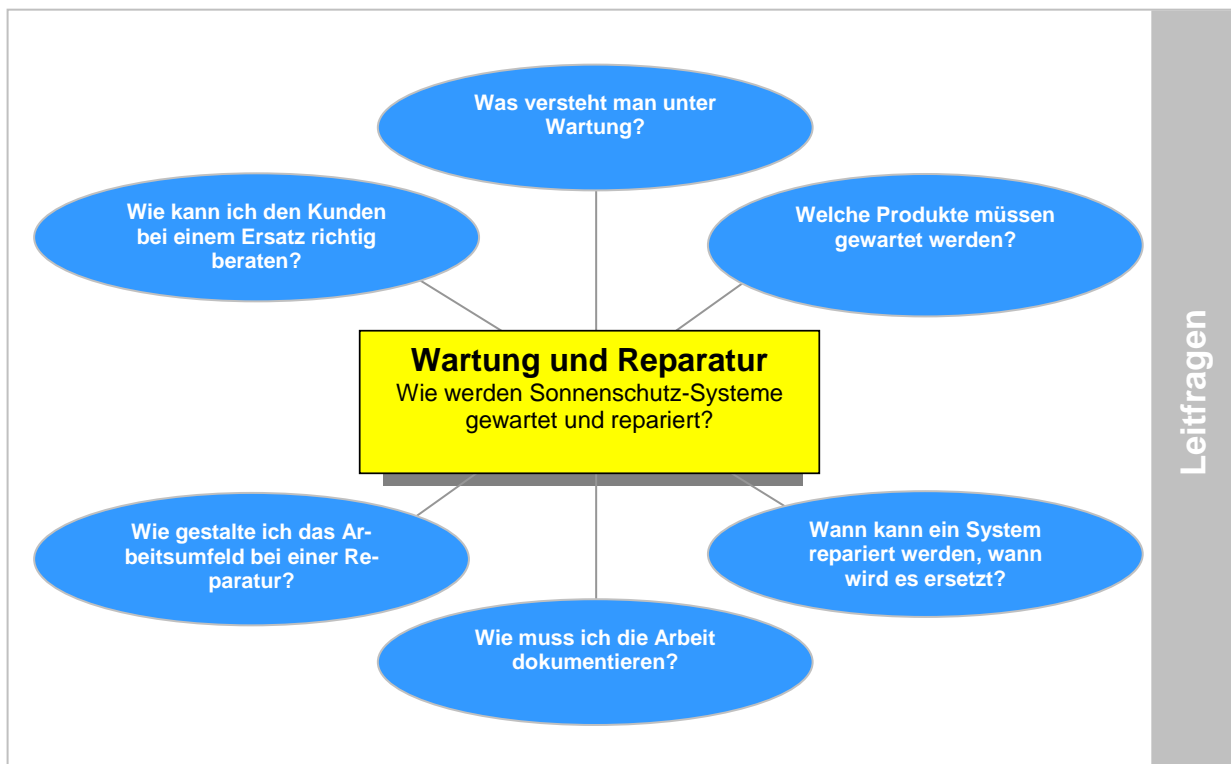 Was versteht man unter
Wartung?
Wie kann ich den Kunden
bei einem Ersatz richtig
beraten?
Welche Produkte müssen
gewartet werden?
Wartung und Reparatur
Wie werden Sonnenschutz-Systeme
gewartet und repariert?
Wie gestalte ich das Ar-
beitsumfeld bei einer Re-
paratur?
Wann kann ein System
repariert werden, wann
wird es ersetzt?
Wie muss ich die Arbeit
dokumentieren?
Leitfragen